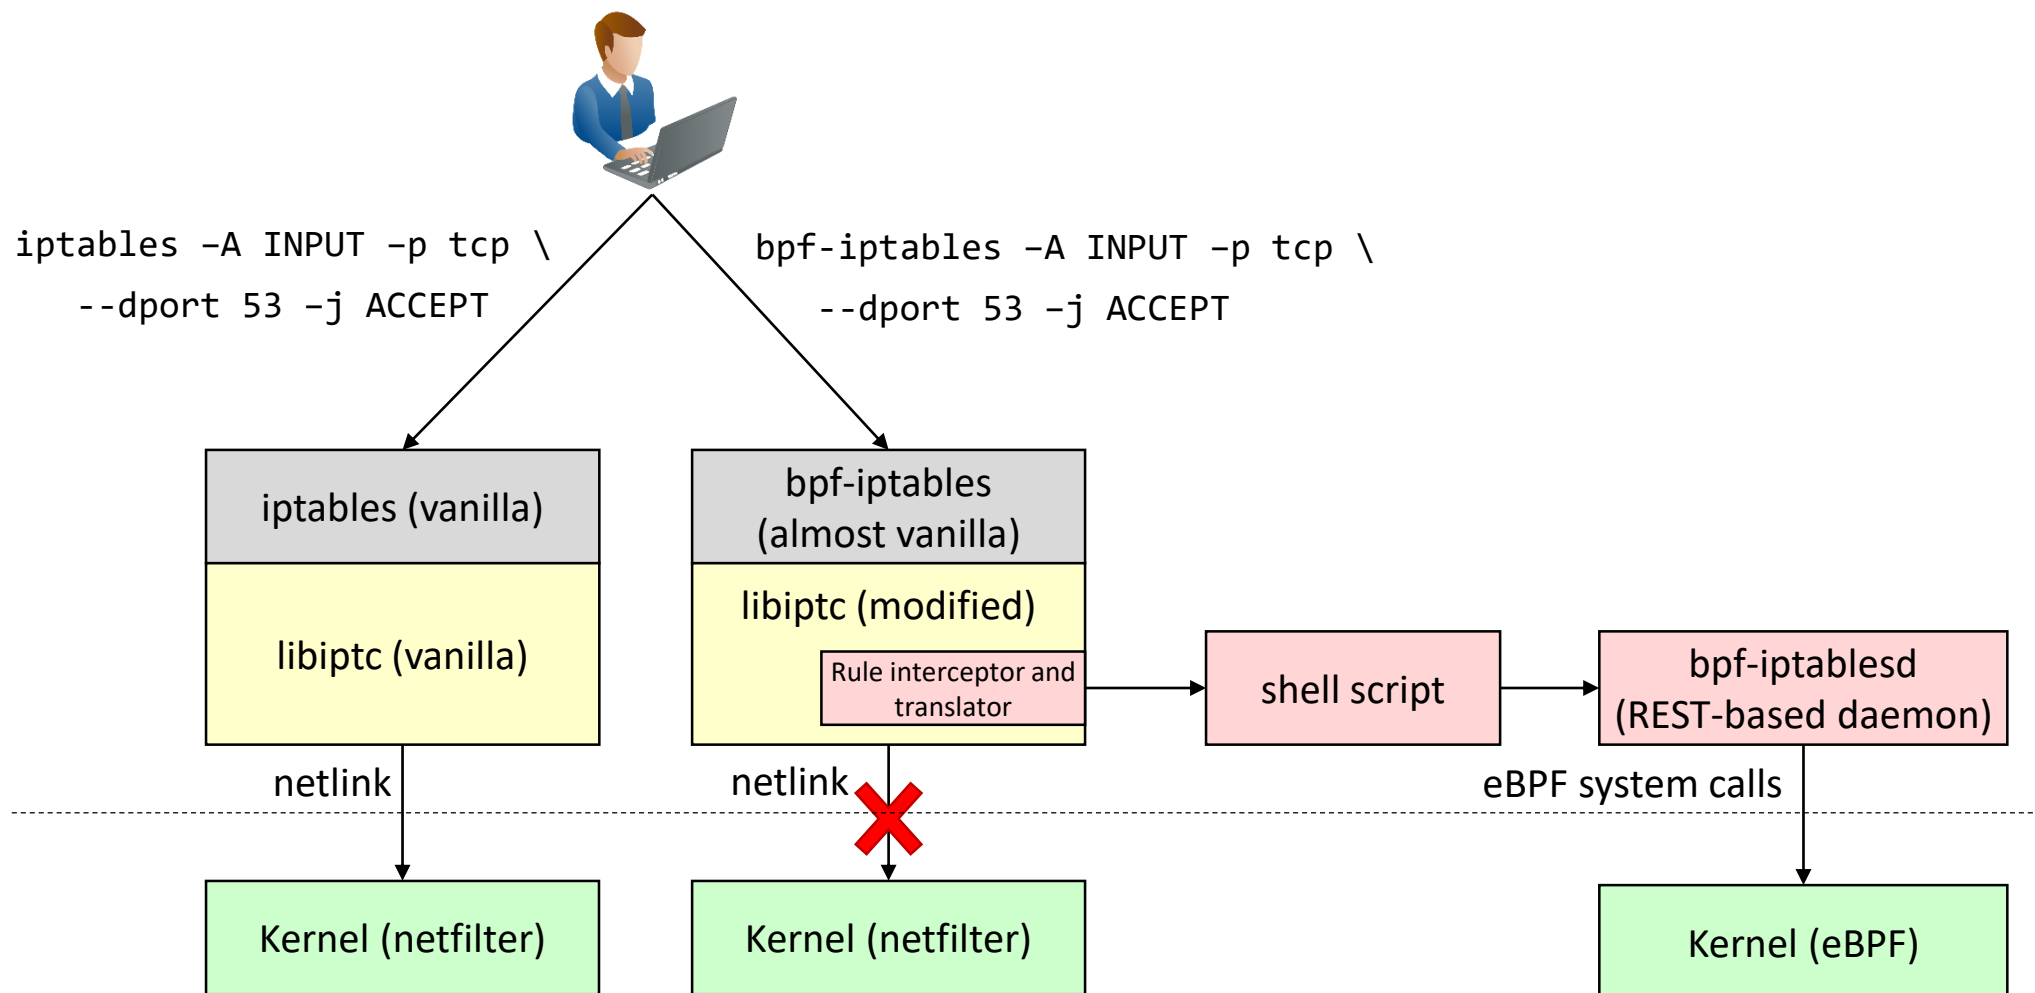 iptables –A INPUT –p tcp \
--dport 53 –j ACCEPT
bpf-iptables –A INPUT –p tcp \
--dport 53 –j ACCEPT
iptables (vanilla)
libiptc (vanilla)
bpf-iptables
(almost vanilla)
libiptc (modified)
Rule interceptor and
translator
shell script
bpf-iptablesd
(REST-based daemon)
netlink
netlink
eBPF system calls
Kernel (netfilter)
Kernel (netfilter)
Kernel (eBPF)